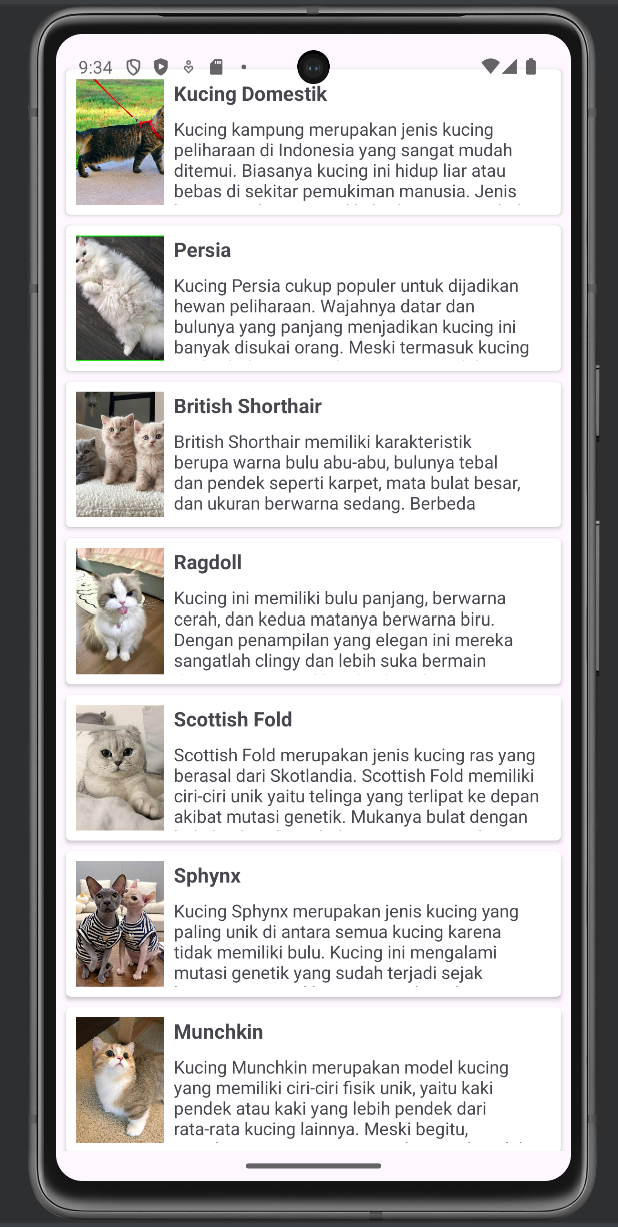 9:34
Kucing Domestik
Kucing kampung merupakan jenis kucing
peliharaan di Indonesia yang sangat mudah
ditemui. Biasanya kucing ini hidup liar atau
bebas di sekitar pemukiman manusia. Jenis
Persia
Kucing Persia cukup populer untuk dijadikan
hewan peliharaan. Wajahnya datar dan
bulunya yang panjang menjadikan kucing ini
banyak disukai orang. Meski termasuk kucing
British Shorthair
British Shorthair memiliki karakteristik
berupa warna bulu abu-abu, bulunya tebal
dan pendek seperti karpet, mata bulat besar,
dan ukuran berwarna sedang. Berbeda
Ragdoll
Kucing ini memiliki bulu panjang, berwarna
cerah, dan kedua matanya berwarna biru.
Dengan penampilan yang elegan ini mereka
sangatlah clingy dan lebih suka bermain
Scottish Fold
Scottish Fold merupakan jenis kucing ras yang
berasal dari Skotlandia. Scottish Fold memiliki
ciri-ciri unik yaitu telinga yang terlipat ke depan
akibat mutasi genetik. Mukanya bulat dengan
Sphynx
Kucing Sphynx merupakan jenis kucing yang
paling unik di antara semua kucing karena
tidak memiliki bulu. Kucing ini mengalami
mutasi genetik yang sudah terjadi sejak
Munchkin
Kucing Munchkin merupakan model kucing
yang memiliki ciri-ciri fisik unik, yaitu kaki
pendek atau kaki yang lebih pendek dari
rata-rata kucing lainnya. Meski begitu,